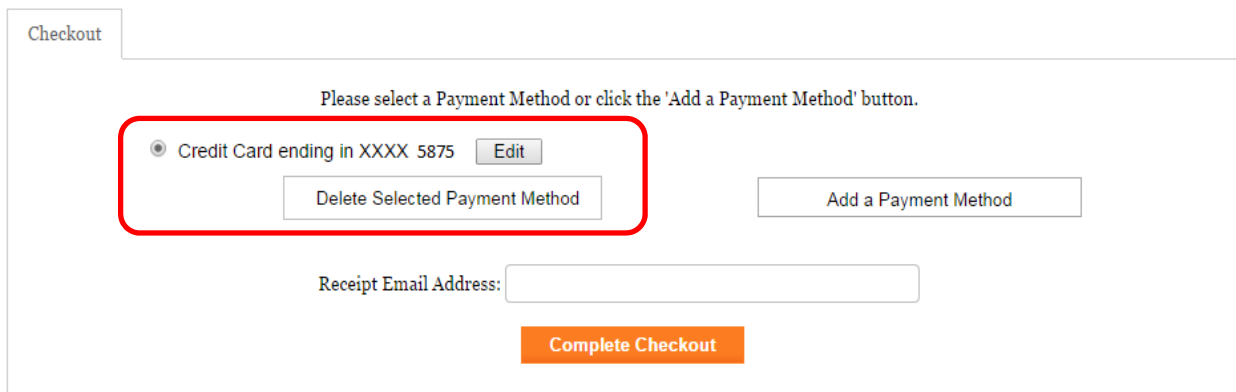 Checkout
Please select a Payment Method or click the 'Add a Payment Method' button.
Credit Card ending in XXXX 5875 Edit
Delete Selected Payment Method Add a Payment Method
Receipt Email Address:
Complete Checkout